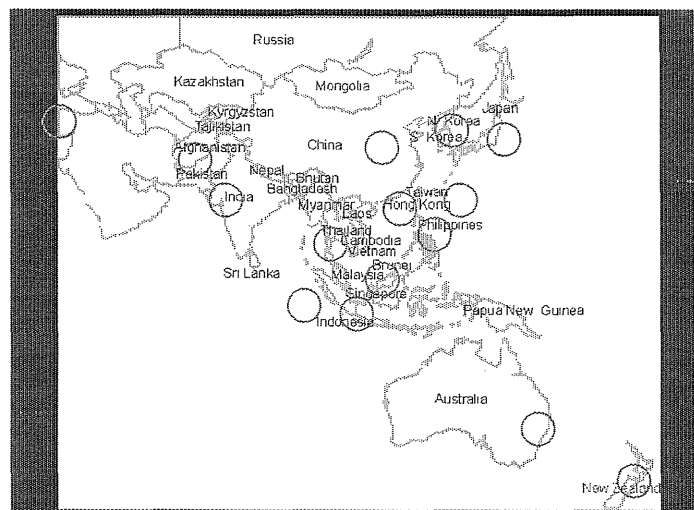 Russia
Kazakhstan
Mongolia
Kyrgyzstan
Japan
N. Korea
Tajikistan
S. Korea
China
Afghanistan
Nepal
Pakistan
Bhutan
Bangladesh
Taiwan
India
Myanmar
Hong Kong
Laos
Philippines
Thailand
Cambodia
Vietnam
Brunei
Sri Lanka
Malaysia
Singapore
Papua New Guinea
Indonesia
Australia
New Zealand